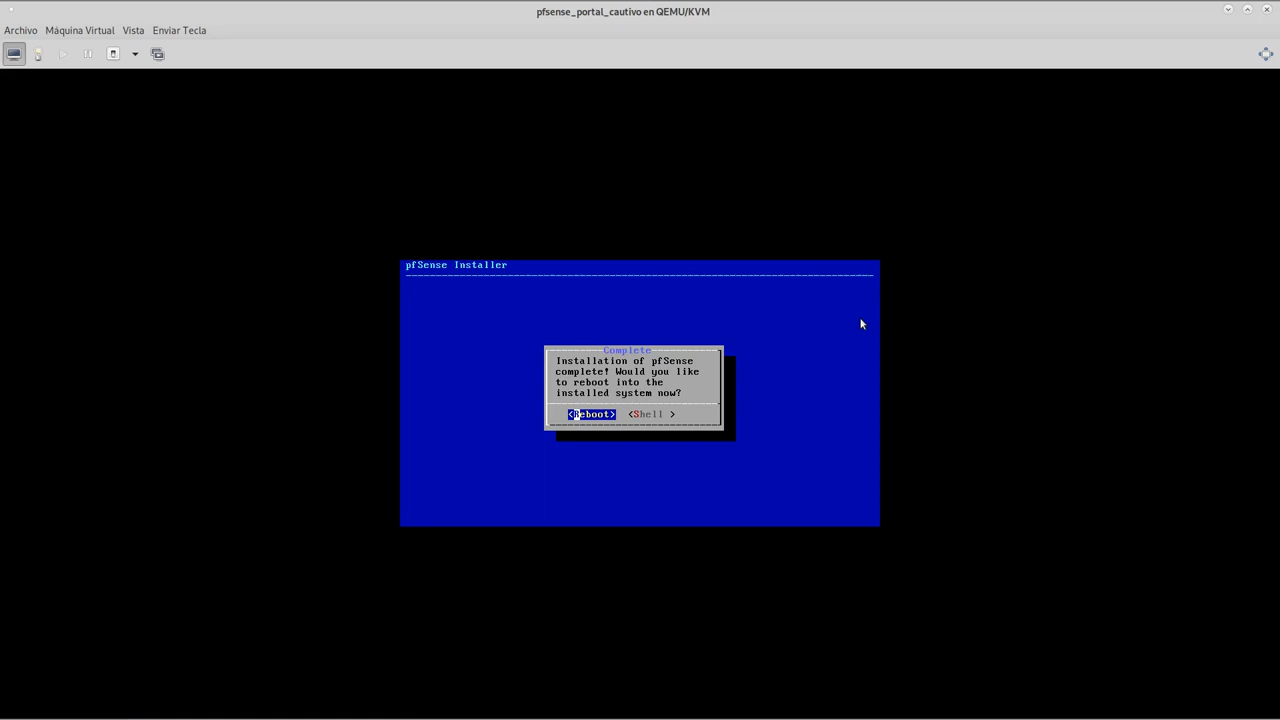 pfsense_portal_cautivo en QEMU/KVM
Archivo Máquina Virtual Vista Enviar Tecla
pfSense Installer
Complete
Installation of pfSense
complete! Would you like
to reboot into the
installed system now?
<Reboot> <Shell >